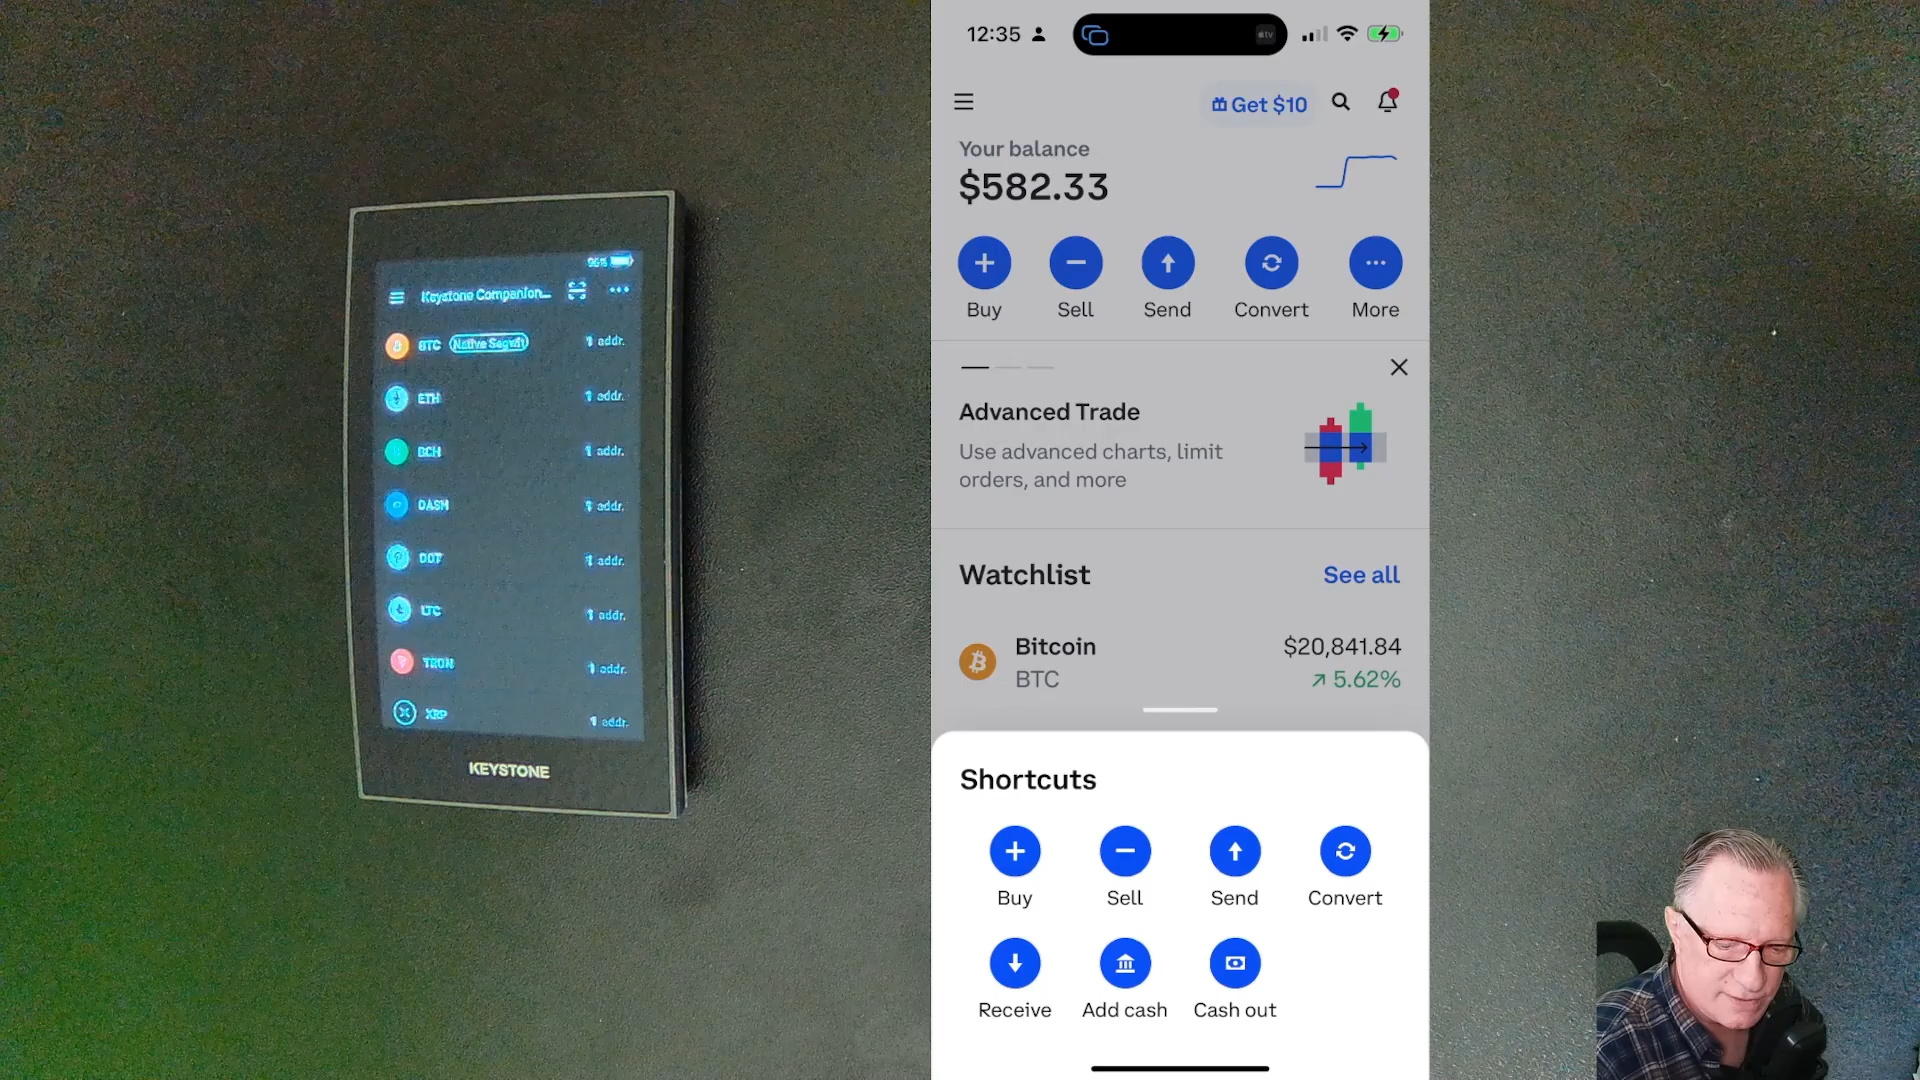 96%
Keystone Companion...
BTC Native Segwit 1 addr.
ETH 1 addr.
BCH 1 addr.
DASH 1 addr.
DOT 1 addr.
LTC 1 addr.
TRON 1 addr.
XRP 1 addr.
KEYSTONE
12:35
tv
Get $10
Your balance
$582.33
Buy Sell Send Convert More
Advanced Trade
Use advanced charts, limit
orders, and more
Watchlist See all
Bitcoin $20,841.84
BTC 5.62%
Shortcuts
Buy Sell Send Convert
Receive Add cash Cash out